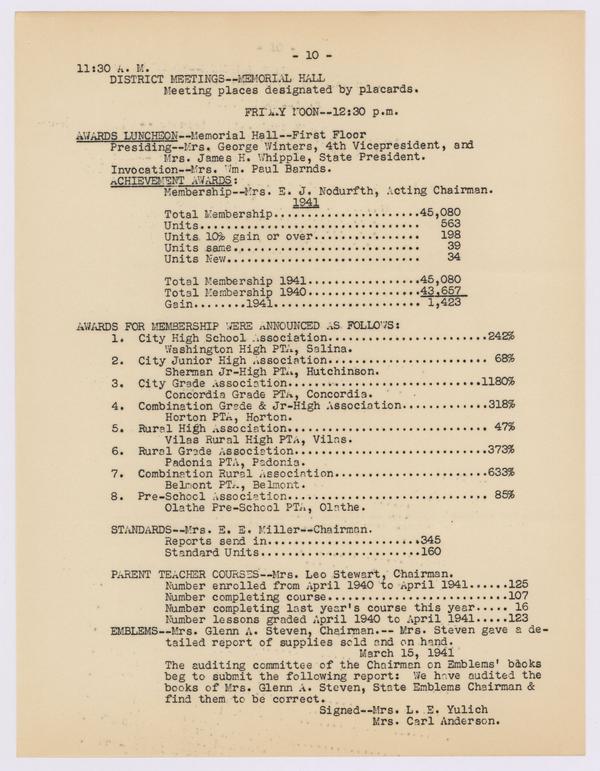 - 10 -
11:30 A. M.
DISTRICT MEETINGS--MEMORIAL HALL
Meeting places designated by placards.
FRIDAY NOON--12:30 p.m.
AWARDS LUNCHEON--Memorial Hall--First Floor
Presiding--Mrs. George Winters, 4th Vicepresident, and
Mrs. James H. Whipple, State President.
Invocation--Mrs. Wm. Paul Barnds.
ACHIEVEMENT AWARDS:
Membership--Mrs. E. J. Nodurfth, Acting Chairman.
1941
Total Membership.....................45,080
Units................................ 563
Units 10% gain or over............... 198
Units same........................... 39
Units New............................ 34
Total Membership 1941................45,080
Total Membership 1940................43,657
Gain........1941..................... 1,423
AWARDS FOR MEMBERSHIP WERE ANNOUNCED AS FOLLOWS:
1. City High School Association.......................242%
Washington High PTA, Salina.
2. City Junior High Association....................... 68%
Sherman Jr-High PTA, Hutchinson.
3. City Grade Association............................1180%
Concordia Grade PTA, Concordia.
4. Combination Grade & Jr-High Association............318%
Horton PTA, Horton.
5. Rural High Association............................. 47%
Vilas Rural High PTA, Vilas.
6. Rural Grade Association............................373%
Padonia PTA, Padonia.
7. Combination Rural Association......................633%
Belmont PTA, Belmont.
8. Pre-School Association............................. 85%
Olathe Pre-School PTA, Olathe.
STANDARDS--Mrs. E. E. Miller--Chairman.
Reports send in......................345
Standard Units.......................160
PARENT TEACHER COURSES--Mrs. Leo Stewart, Chairman.
Number enrolled from April 1940 to April 1941......125
Number completing course...........................107
Number completing last year's course this year..... 16
Number lessons graded April 1940 to April 1941.....123
EMBLEMS--Mrs. Glenn A. Steven, Chairman.-- Mrs. Steven gave a de-
tailed report of supplies sold and on hand.
March 15, 1941
The auditing committee of the Chairman on Emblems' books
beg to submit the following report: We have audited the
books of Mrs. Glenn A. Steven, State Emblems Chairman &
find them to be correct.
Signed--Mrs. L. E. Yulich
Mrs. Carl Anderson.